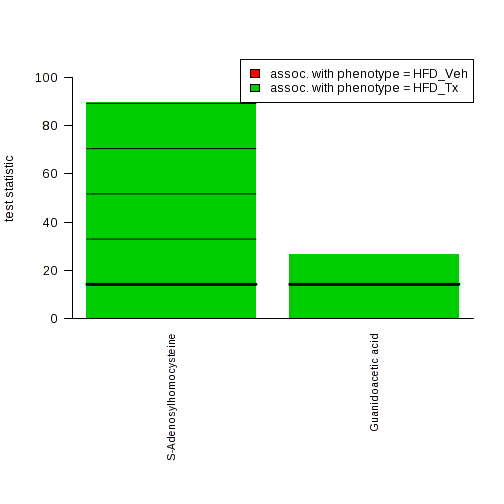 assoc. with phenotype = HFD_Veh
assoc. with phenotype = HFD_Tx
test statistic
100
80
60
40
20
0
S-Adenosylhomocysteine
Guanidoacetic acid